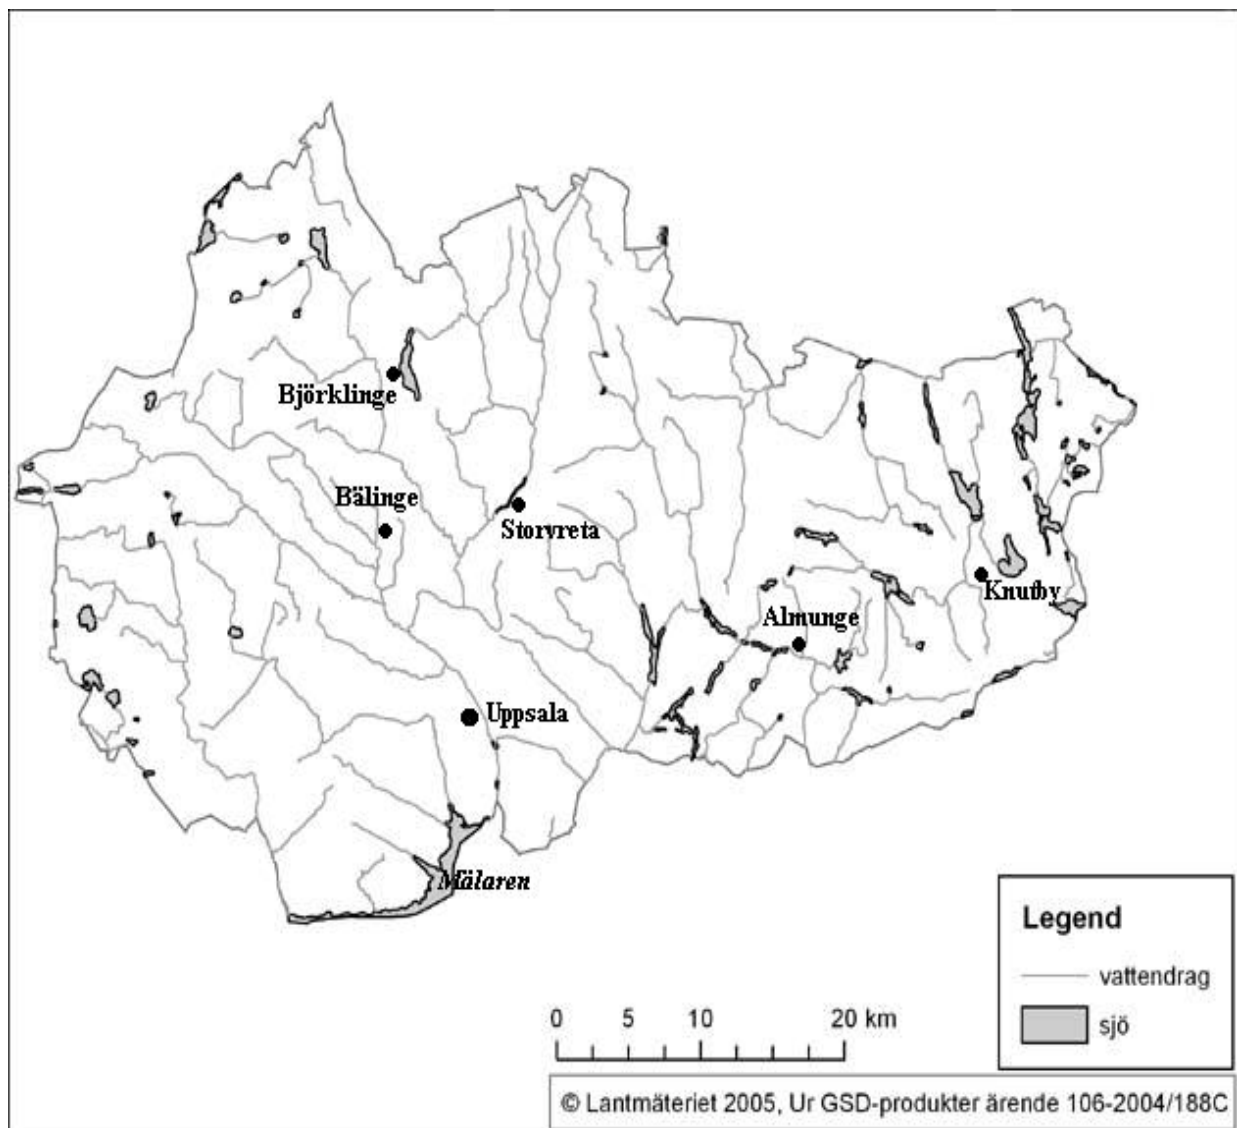 Björklinge
Bälinge
Storvreta
Knutby
Almunge
Uppsala
Mälaren
Legend
vattendrag
sjö
0 5 10 20 km
© Lantmäteriet 2005, Ur GSD-produkter ärende 106-2004/188C